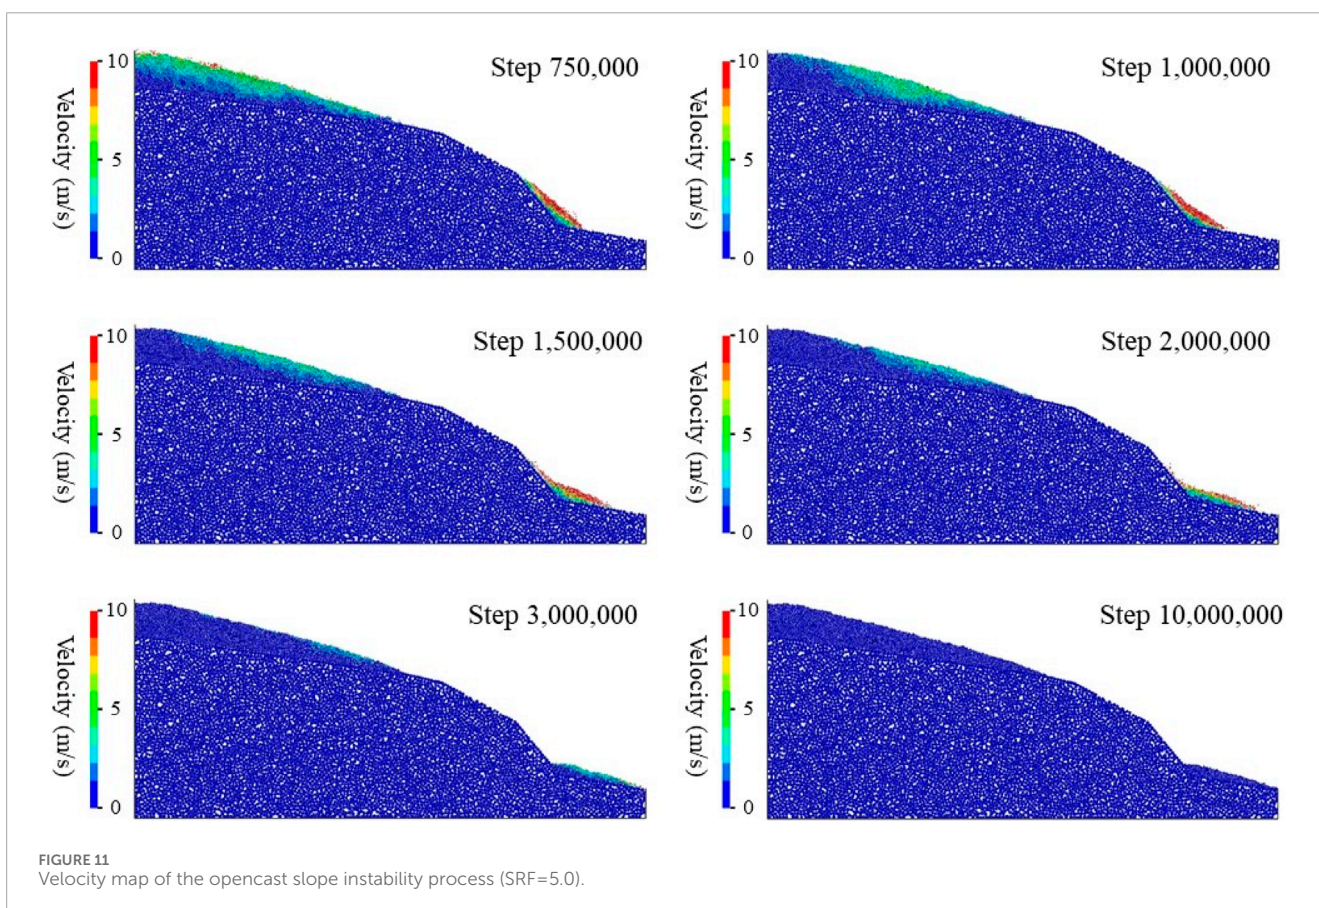 10
Step 750,000
Velocity (m/s)
5
0
10
Step 1,000,000
Velocity (m/s)
5
0
10
Step 1,500,000
Velocity (m/s)
5
0
10
Step 2,000,000
Velocity (m/s)
5
0
10
Step 3,000,000
Velocity (m/s)
5
0
10
Step 10,000,000
Velocity (m/s)
5
0
FIGURE 11
Velocity map of the opencast slope instability process (SRF=5.0).